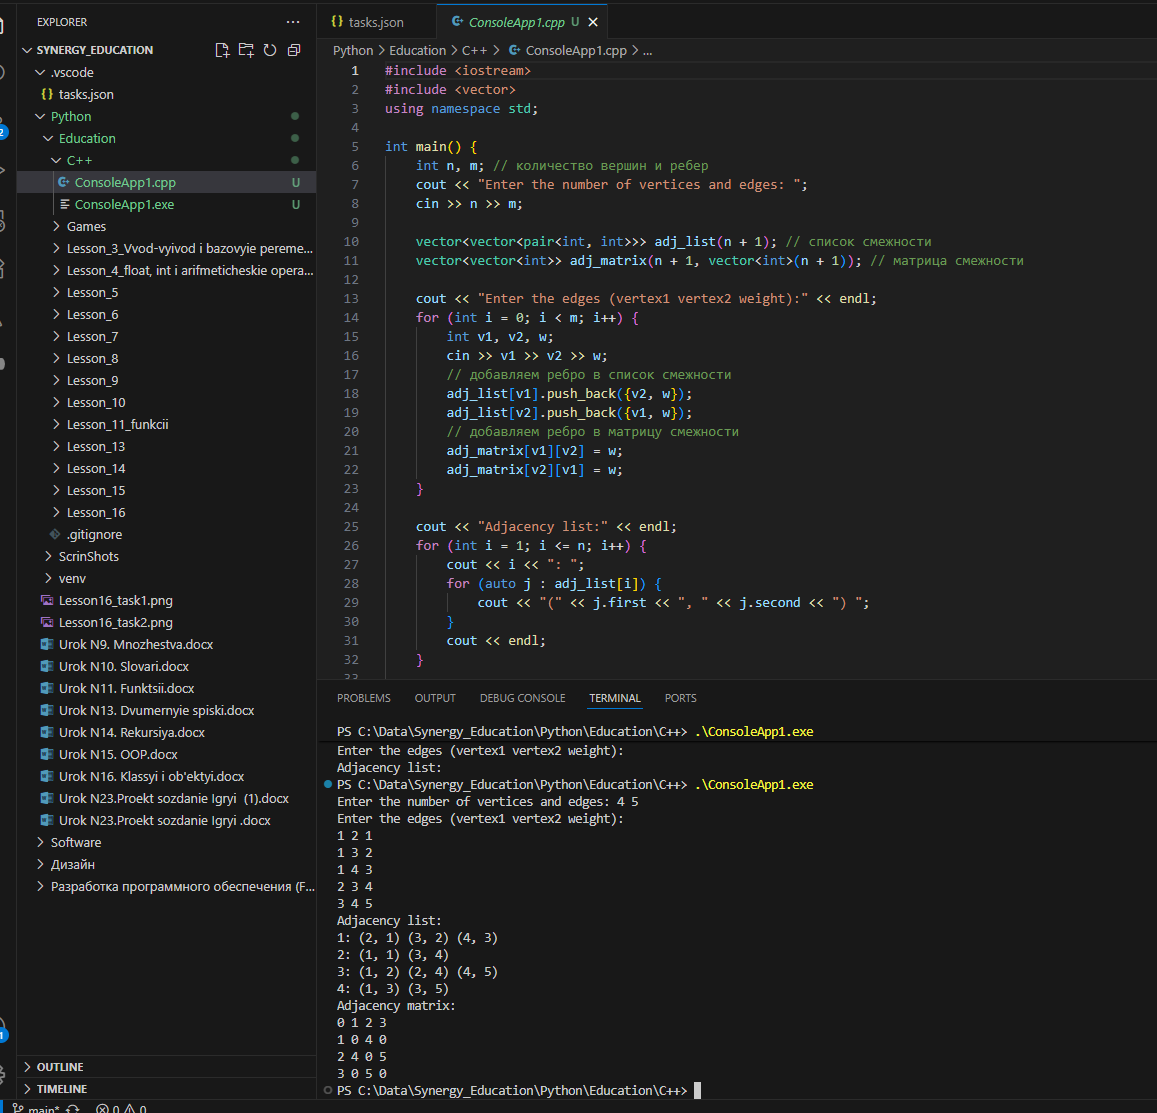 EXPLORER
SYNERGY_EDUCATION
.vscode
{} tasks.json
Python
Education
C++
ConsoleApp1.cpp U
ConsoleApp1.exe U
Games
Lesson_3_Vvod-vyivod i bazovyie pereme...
Lesson_4_float, int i arifmeticheskie opera...
Lesson_5
Lesson_6
Lesson_7
Lesson_8
Lesson_9
Lesson_10
Lesson_11_funkcii
Lesson_13
Lesson_14
Lesson_15
Lesson_16
.gitignore
ScrinShots
venv
Lesson16_task1.png
Lesson16_task2.png
Urok N9. Mnozhestva.docx
Urok N10. Slovari.docx
Urok N11. Funktsii.docx
Urok N13. Dvumernyie spiski.docx
Urok N14. Rekursiya.docx
Urok N15. OOP.docx
Urok N16. Klassyi i ob'ektyi.docx
Urok N23.Proekt sozdanie Igryi  (1).docx
Urok N23.Proekt sozdanie Igryi .docx
Software
Дизайн
Разработка программного обеспечения (F...
OUTLINE
TIMELINE
main* 0 0
2
1
{} tasks.json
ConsoleApp1.cpp U
Python > Education > C++ > ConsoleApp1.cpp > ...
1 #include <iostream>
2 #include <vector>
3 using namespace std;
4
5 int main() {
6     int n, m; // количество вершин и ребер
7     cout << "Enter the number of vertices and edges: ";
8     cin >> n >> m;
9
10     vector<vector<pair<int, int>>> adj_list(n + 1); // список смежности
11     vector<vector<int>> adj_matrix(n + 1, vector<int>(n + 1)); // матрица смежности
12
13     cout << "Enter the edges (vertex1 vertex2 weight):" << endl;
14     for (int i = 0; i < m; i++) {
15         int v1, v2, w;
16         cin >> v1 >> v2 >> w;
17         // добавляем ребро в список смежности
18         adj_list[v1].push_back({v2, w});
19         adj_list[v2].push_back({v1, w});
20         // добавляем ребро в матрицу смежности
21         adj_matrix[v1][v2] = w;
22         adj_matrix[v2][v1] = w;
23     }
24
25     cout << "Adjacency list:" << endl;
26     for (int i = 1; i <= n; i++) {
27         cout << i << ": ";
28         for (auto j : adj_list[i]) {
29             cout << "(" << j.first << ", " << j.second << ") ";
30         }
31         cout << endl;
32     }
33
PROBLEMS OUTPUT DEBUG CONSOLE TERMINAL PORTS
PS C:\Data\Synergy_Education\Python\Education\C++> .\ConsoleApp1.exe
Enter the edges (vertex1 vertex2 weight):
Adjacency list:
PS C:\Data\Synergy_Education\Python\Education\C++> .\ConsoleApp1.exe
Enter the number of vertices and edges: 4 5
Enter the edges (vertex1 vertex2 weight):
1 2 1
1 3 2
1 4 3
2 3 4
3 4 5
Adjacency list:
1: (2, 1) (3, 2) (4, 3)
2: (1, 1) (3, 4)
3: (1, 2) (2, 4) (4, 5)
4: (1, 3) (3, 5)
Adjacency matrix:
0 1 2 3
1 0 4 0
2 4 0 5
3 0 5 0
PS C:\Data\Synergy_Education\Python\Education\C++>